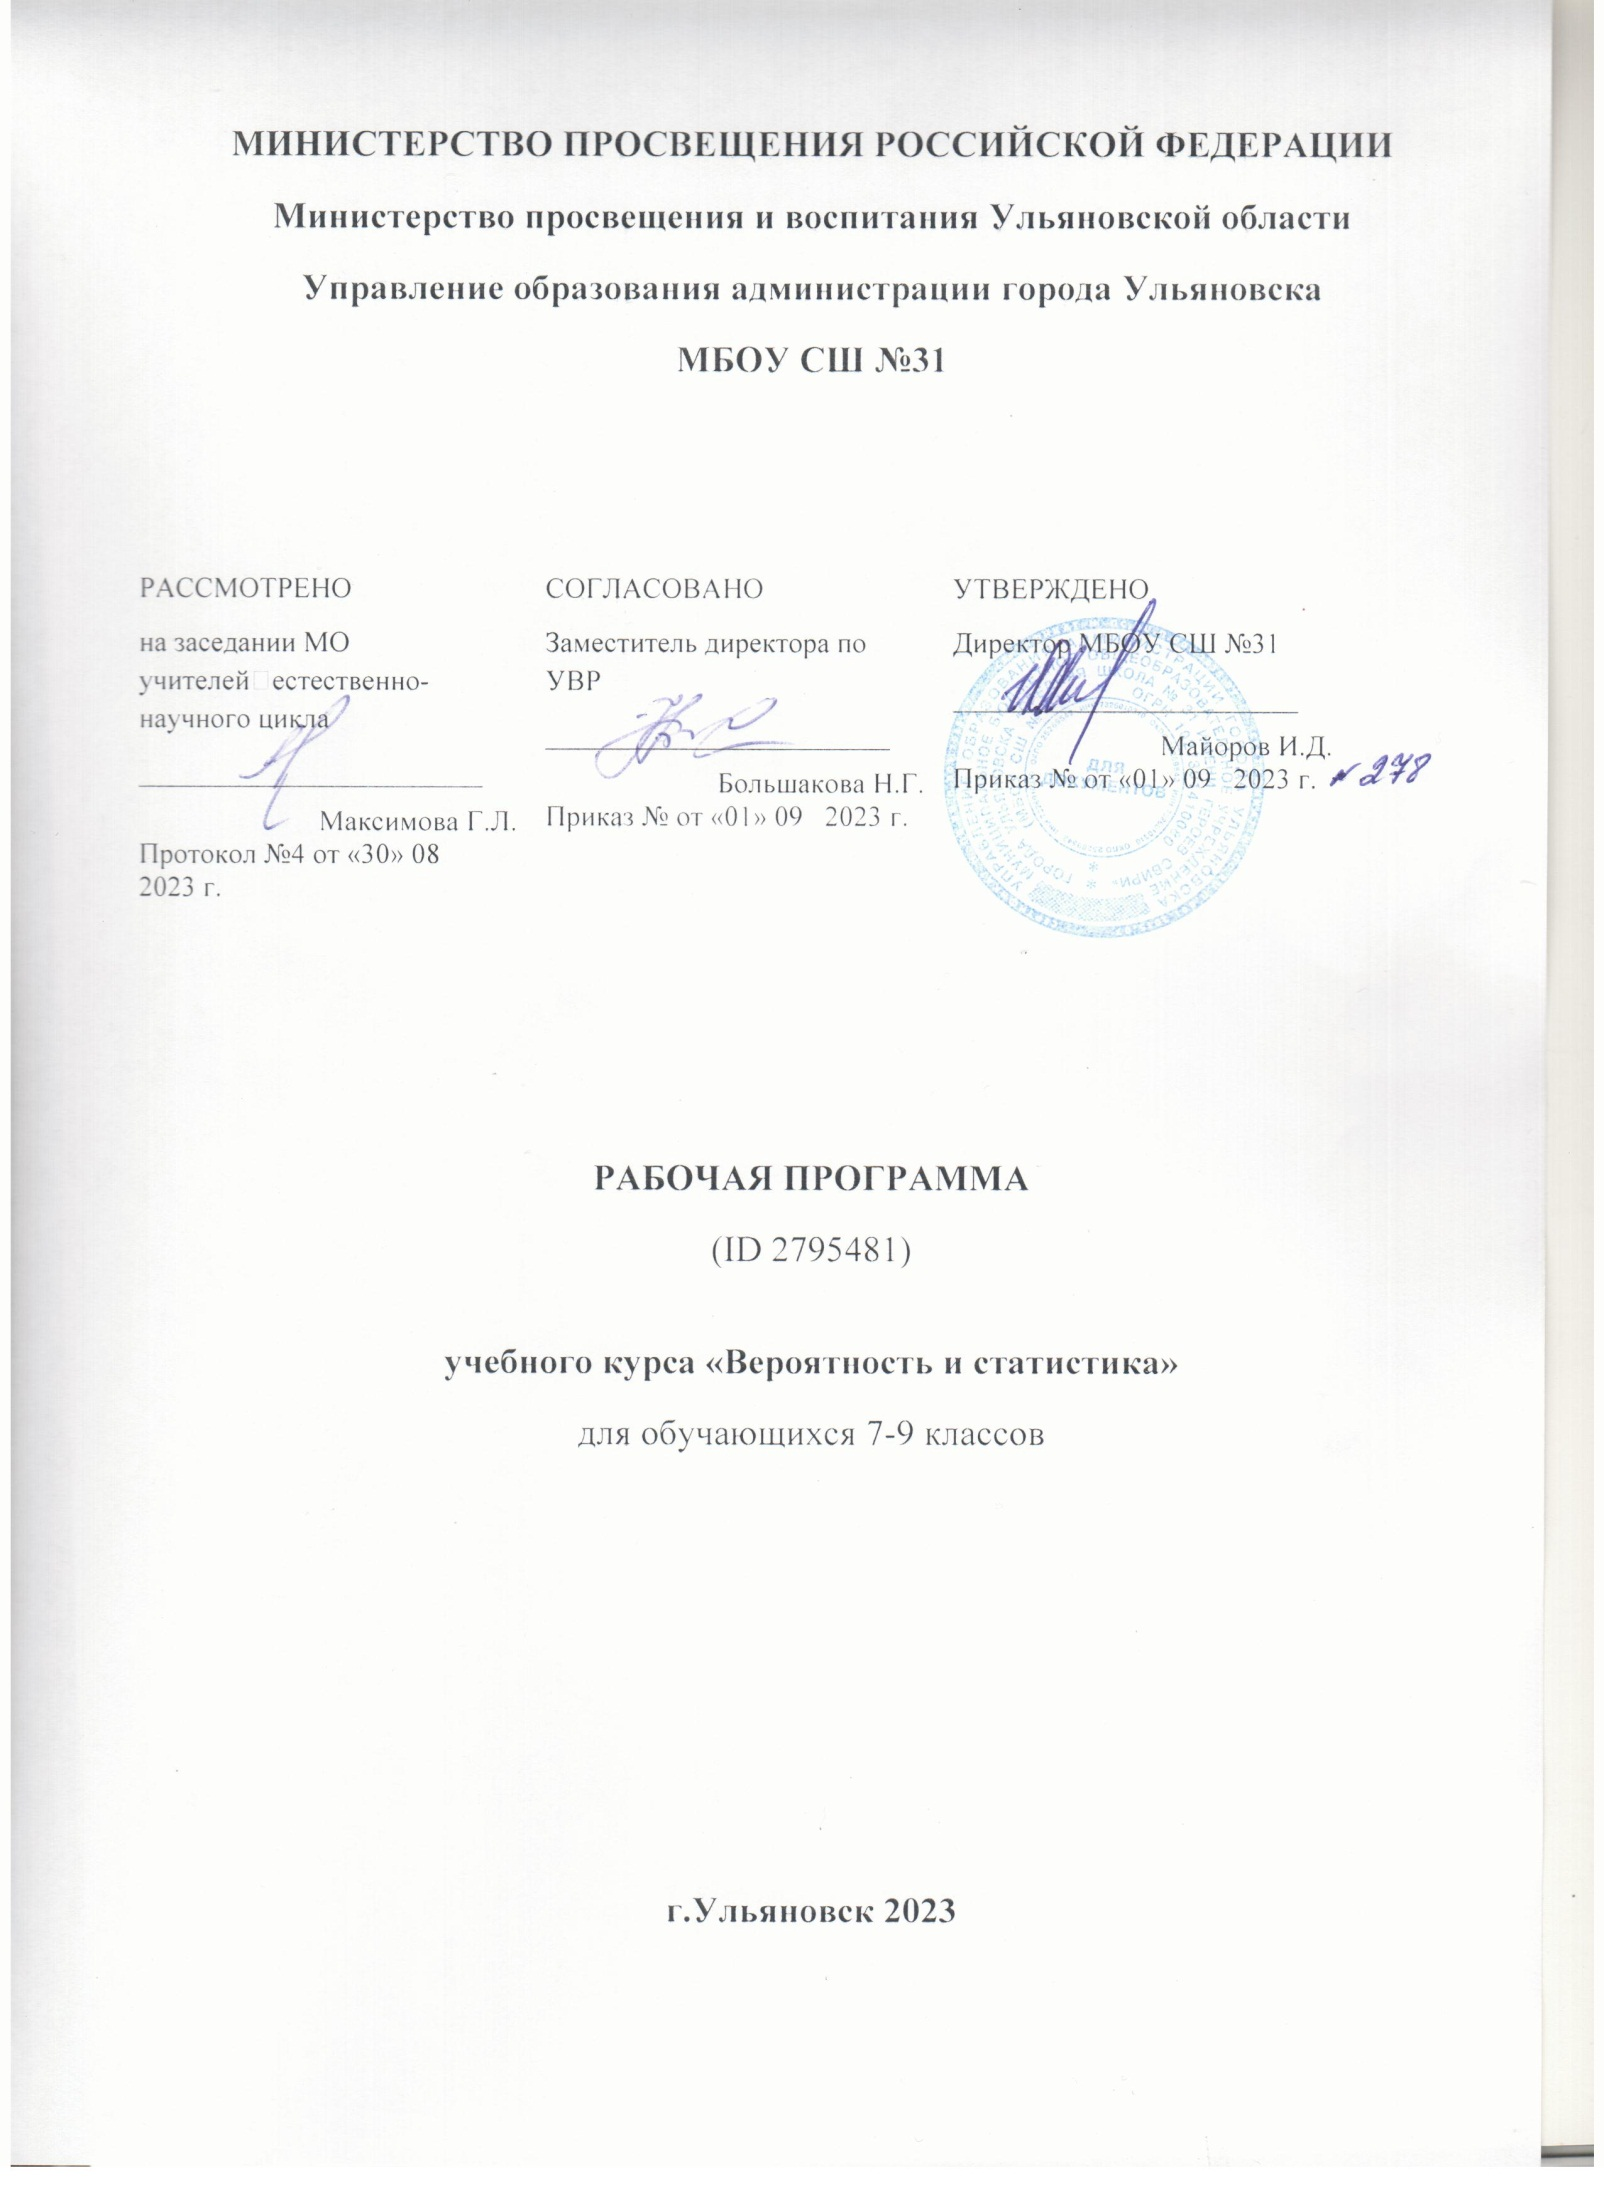 МИНИСТЕРСТВО ПРОСВЕЩЕНИЯ РОССИЙСКОЙ ФЕДЕРАЦИИ
Министерство просвещения и воспитания Ульяновской области
Управление образования администрации города Ульяновска
МБОУ СШ №31
РАССМОТРЕНО
на заседании МО
учителей естественно-
научного цикла
Максимова Г.Л.
Протокол №4 от «30» 08
2023 г.
СОГЛАСОВАНО
Заместитель директора по
УВР
Большакова Н.Г.
Приказ № от «01» 09 2023 г.
УТВЕРЖДЕНО
Директор МБОУ СШ №31
Майоров И.Д.
Приказ № от «01» 09 2023 г. № 278
ДЛЯ
ДОКУМЕНТОВ
РАБОЧАЯ ПРОГРАММА
(ID 2795481)
учебного курса «Вероятность и статистика»
для обучающихся 7-9 классов
г.Ульяновск 2023